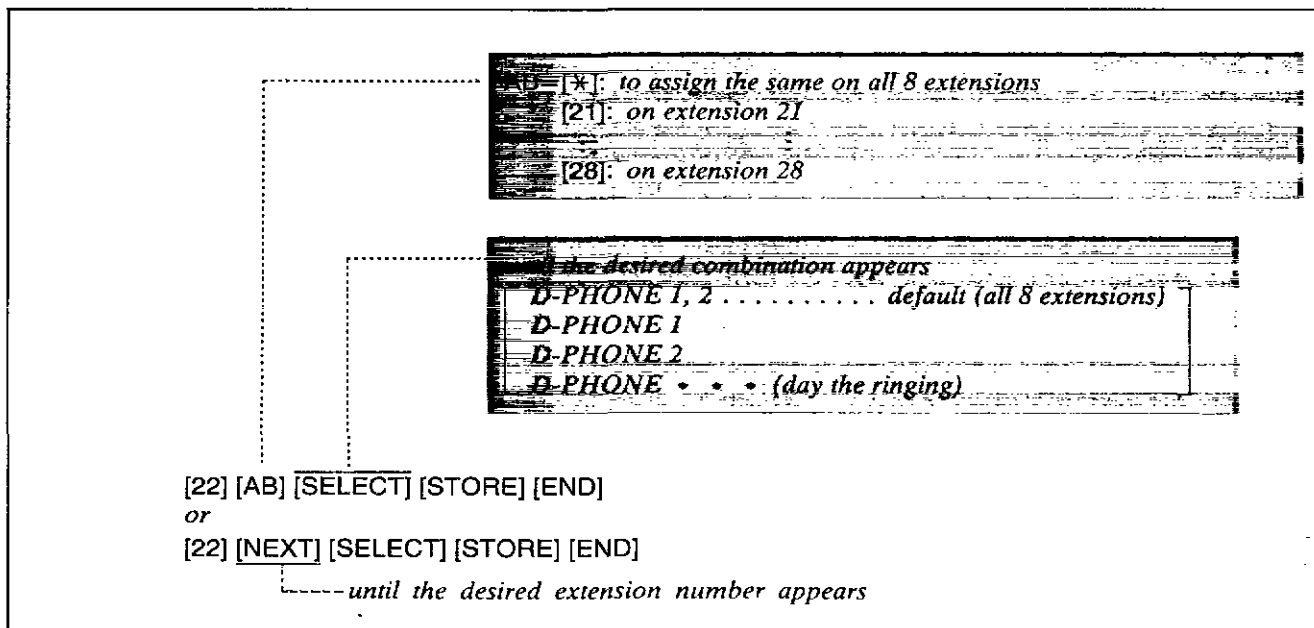 AB=[*]: to assign the same on all 8 extensions
[21]: on extension 21
[28]: on extension 28
the desired combination appears
D-PHONE 1, 2 . . . . . . . . . . default (all 8 extensions)
D-PHONE 1
D-PHONE 2
D-PHONE • • • (day the ringing)
[22] [AB] [SELECT] [STORE] [END]
or
[22] [NEXT] [SELECT] [STORE] [END]
until the desired extension number appears